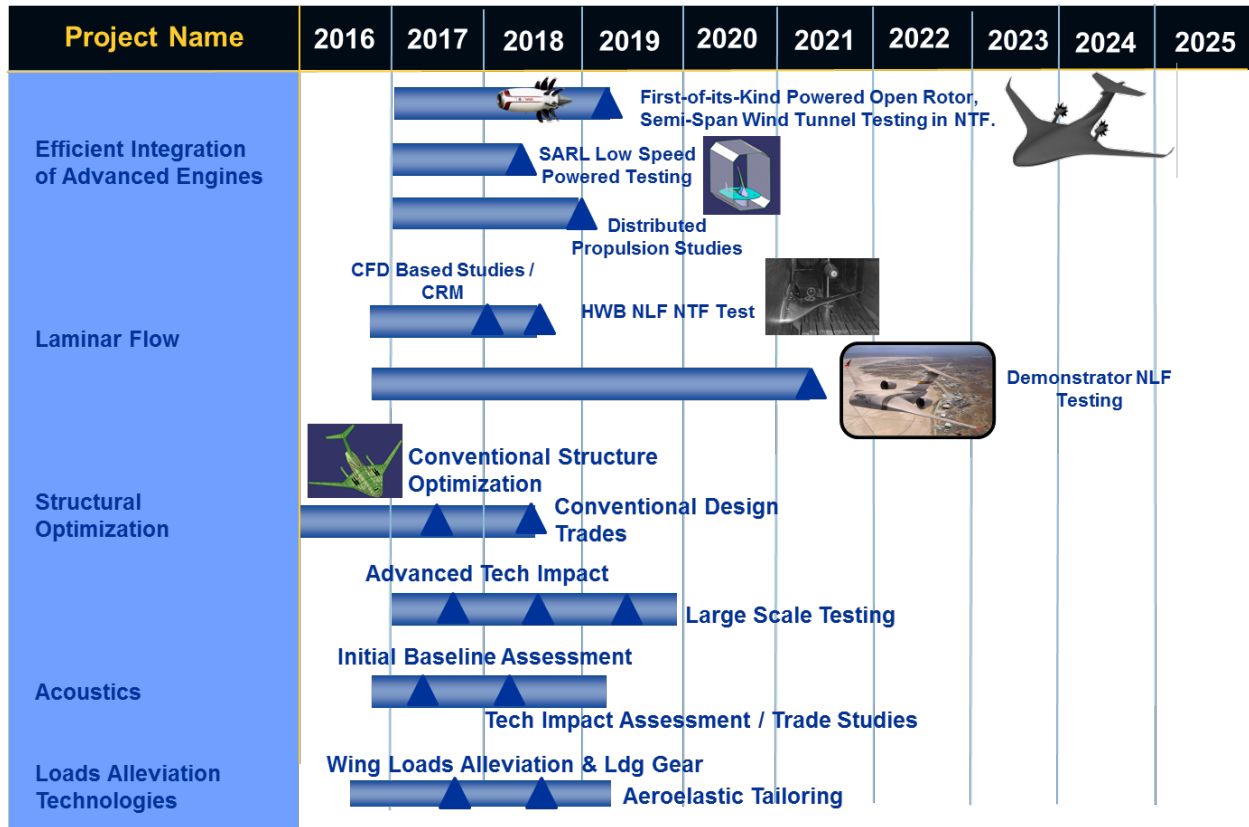 Project Name
2016
2017
2018
2019
2020
2021
2022
2023
2024
2025
Efficient Integration
of Advanced Engines
First-of-its-Kind Powered Open Rotor,
Semi-Span Wind Tunnel Testing in NTF.
SARL Low Speed
Powered Testing
Distributed
Propulsion Studies
Laminar Flow
CFD Based Studies /
CRM
HWB NLF NTF Test
Demonstrator NLF
Testing
Structural
Optimization
Conventional Structure
Optimization
Conventional Design
Trades
Advanced Tech Impact
Large Scale Testing
Acoustics
Initial Baseline Assessment
Tech Impact Assessment / Trade Studies
Loads Alleviation
Technologies
Wing Loads Alleviation & Ldg Gear
Aeroelastic Tailoring